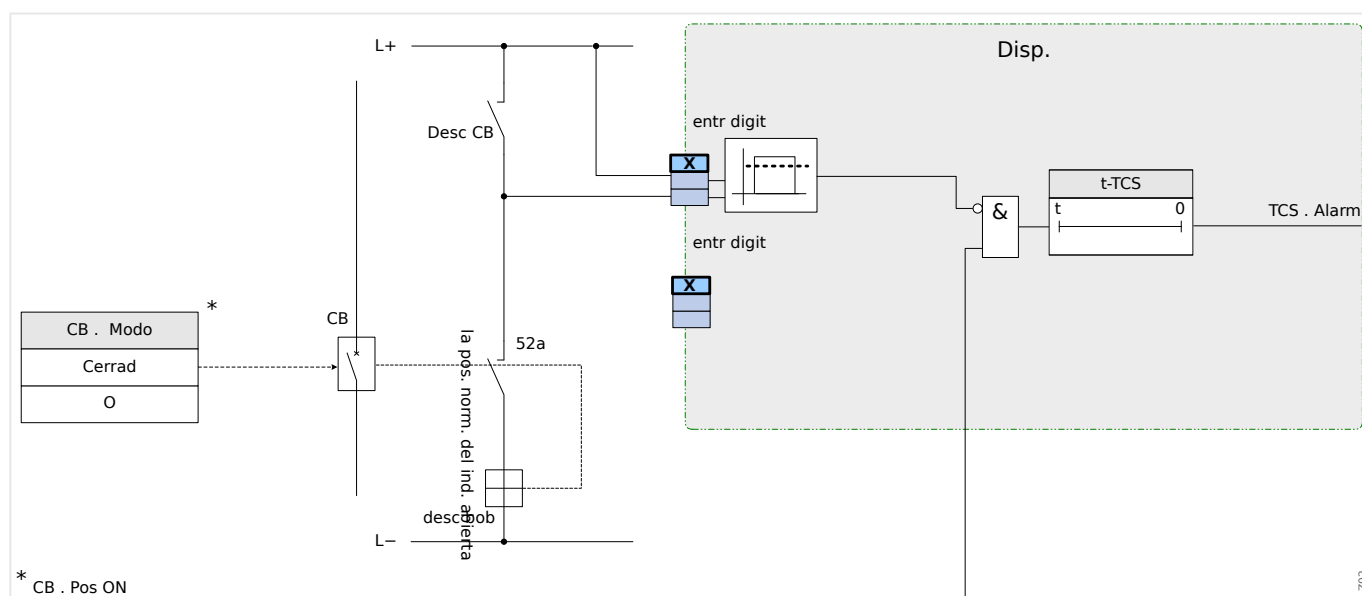 L+
Disp.
entr digit
Desc CB
X
t-TCS
&
t
0
TCS . Alarm
entr digit
X
*
CB
CB . Modo
52a
la pos. norm. del ind. abierta
Cerrad
O
desc bob
L−
* CB . Pos ON